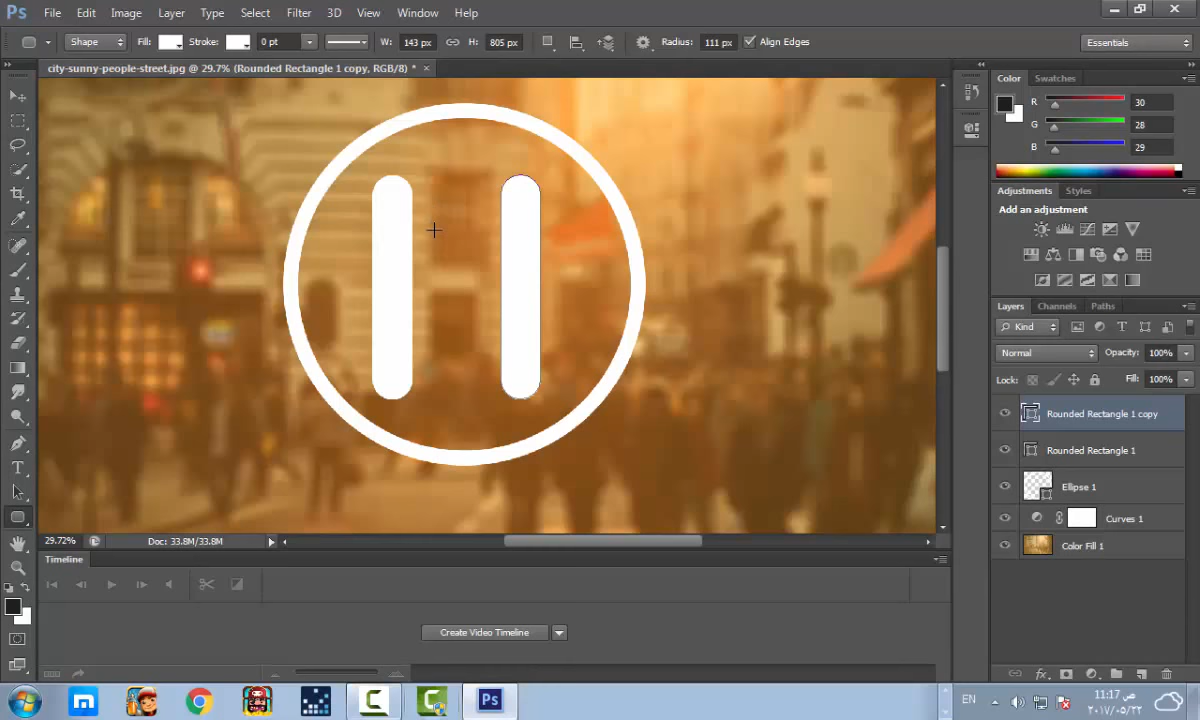 Ps File Edit Image Layer Type Select Filter 3D View Window Help
Shape Fill: Stroke: 0 pt W: 143 px H: 805 px Radius: 111 px Align Edges Essentials
city-sunny-people-street.jpg @ 29.7% (Rounded Rectangle 1 copy, RGB/8) * ×
Color Swatches
R 30
G 28
B 29
Adjustments Styles
Add an adjustment
Layers Channels Paths
Kind
Normal Opacity: 100%
Lock: Fill: 100%
Rounded Rectangle 1 copy
Rounded Rectangle 1
Ellipse 1
Curves 1
Color Fill 1
29.72% Doc: 33.8M/33.8M
Timeline
Create Video Timeline
EN 11:17 ص
٢٠١٧/٠٥/٢٢